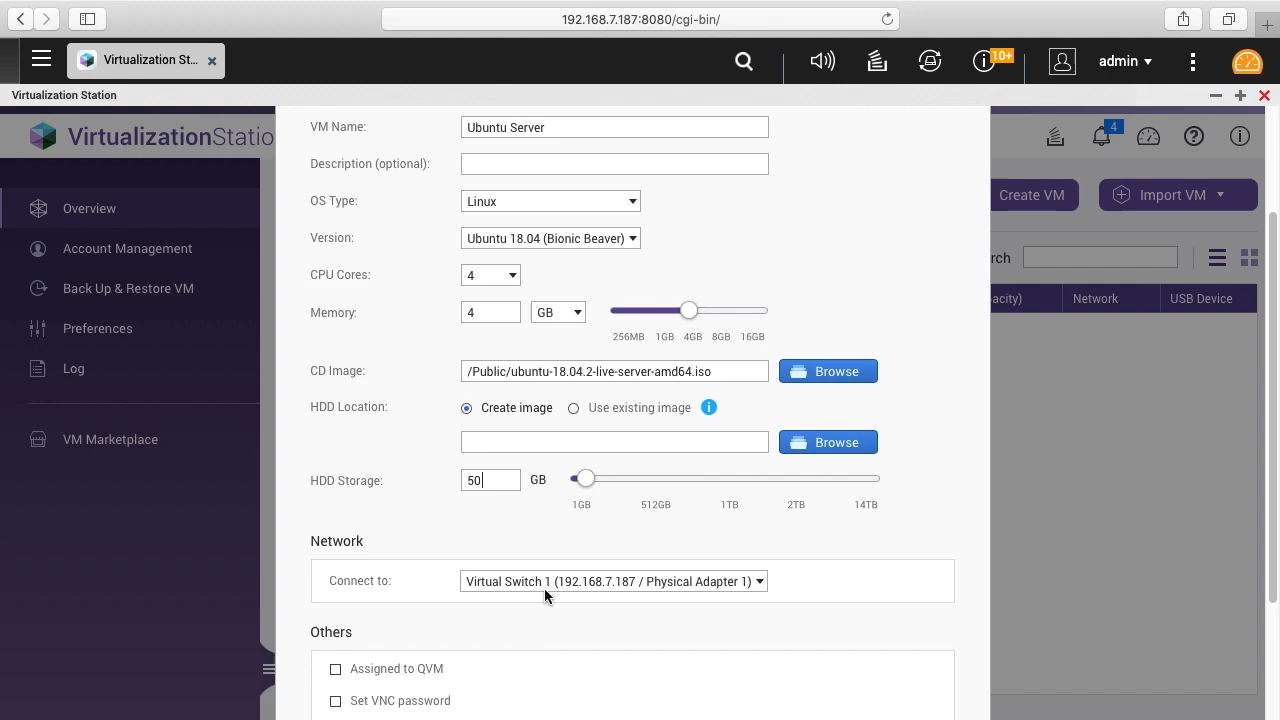 192.168.7.187:8080/cgi-bin/
Virtualization St...
10+
admin
Virtualization Station
VirtualizationStatio
4
Overview
Account Management
Back Up & Restore VM
Preferences
Log
VM Marketplace
Create VM
Import VM
rch
acity)
Network
USB Device
VM Name:
Ubuntu Server
Description (optional):
OS Type:
Linux
Version:
Ubuntu 18.04 (Bionic Beaver)
CPU Cores:
4
Memory:
4
GB
256MB 1GB 4GB 8GB 16GB
CD Image:
/Public/ubuntu-18.04.2-live-server-amd64.iso
Browse
HDD Location:
Create image
Use existing image
Browse
HDD Storage:
50
GB
1GB 512GB 1TB 2TB 14TB
Network
Connect to:
Virtual Switch 1 (192.168.7.187 / Physical Adapter 1)
Others
Assigned to QVM
Set VNC password